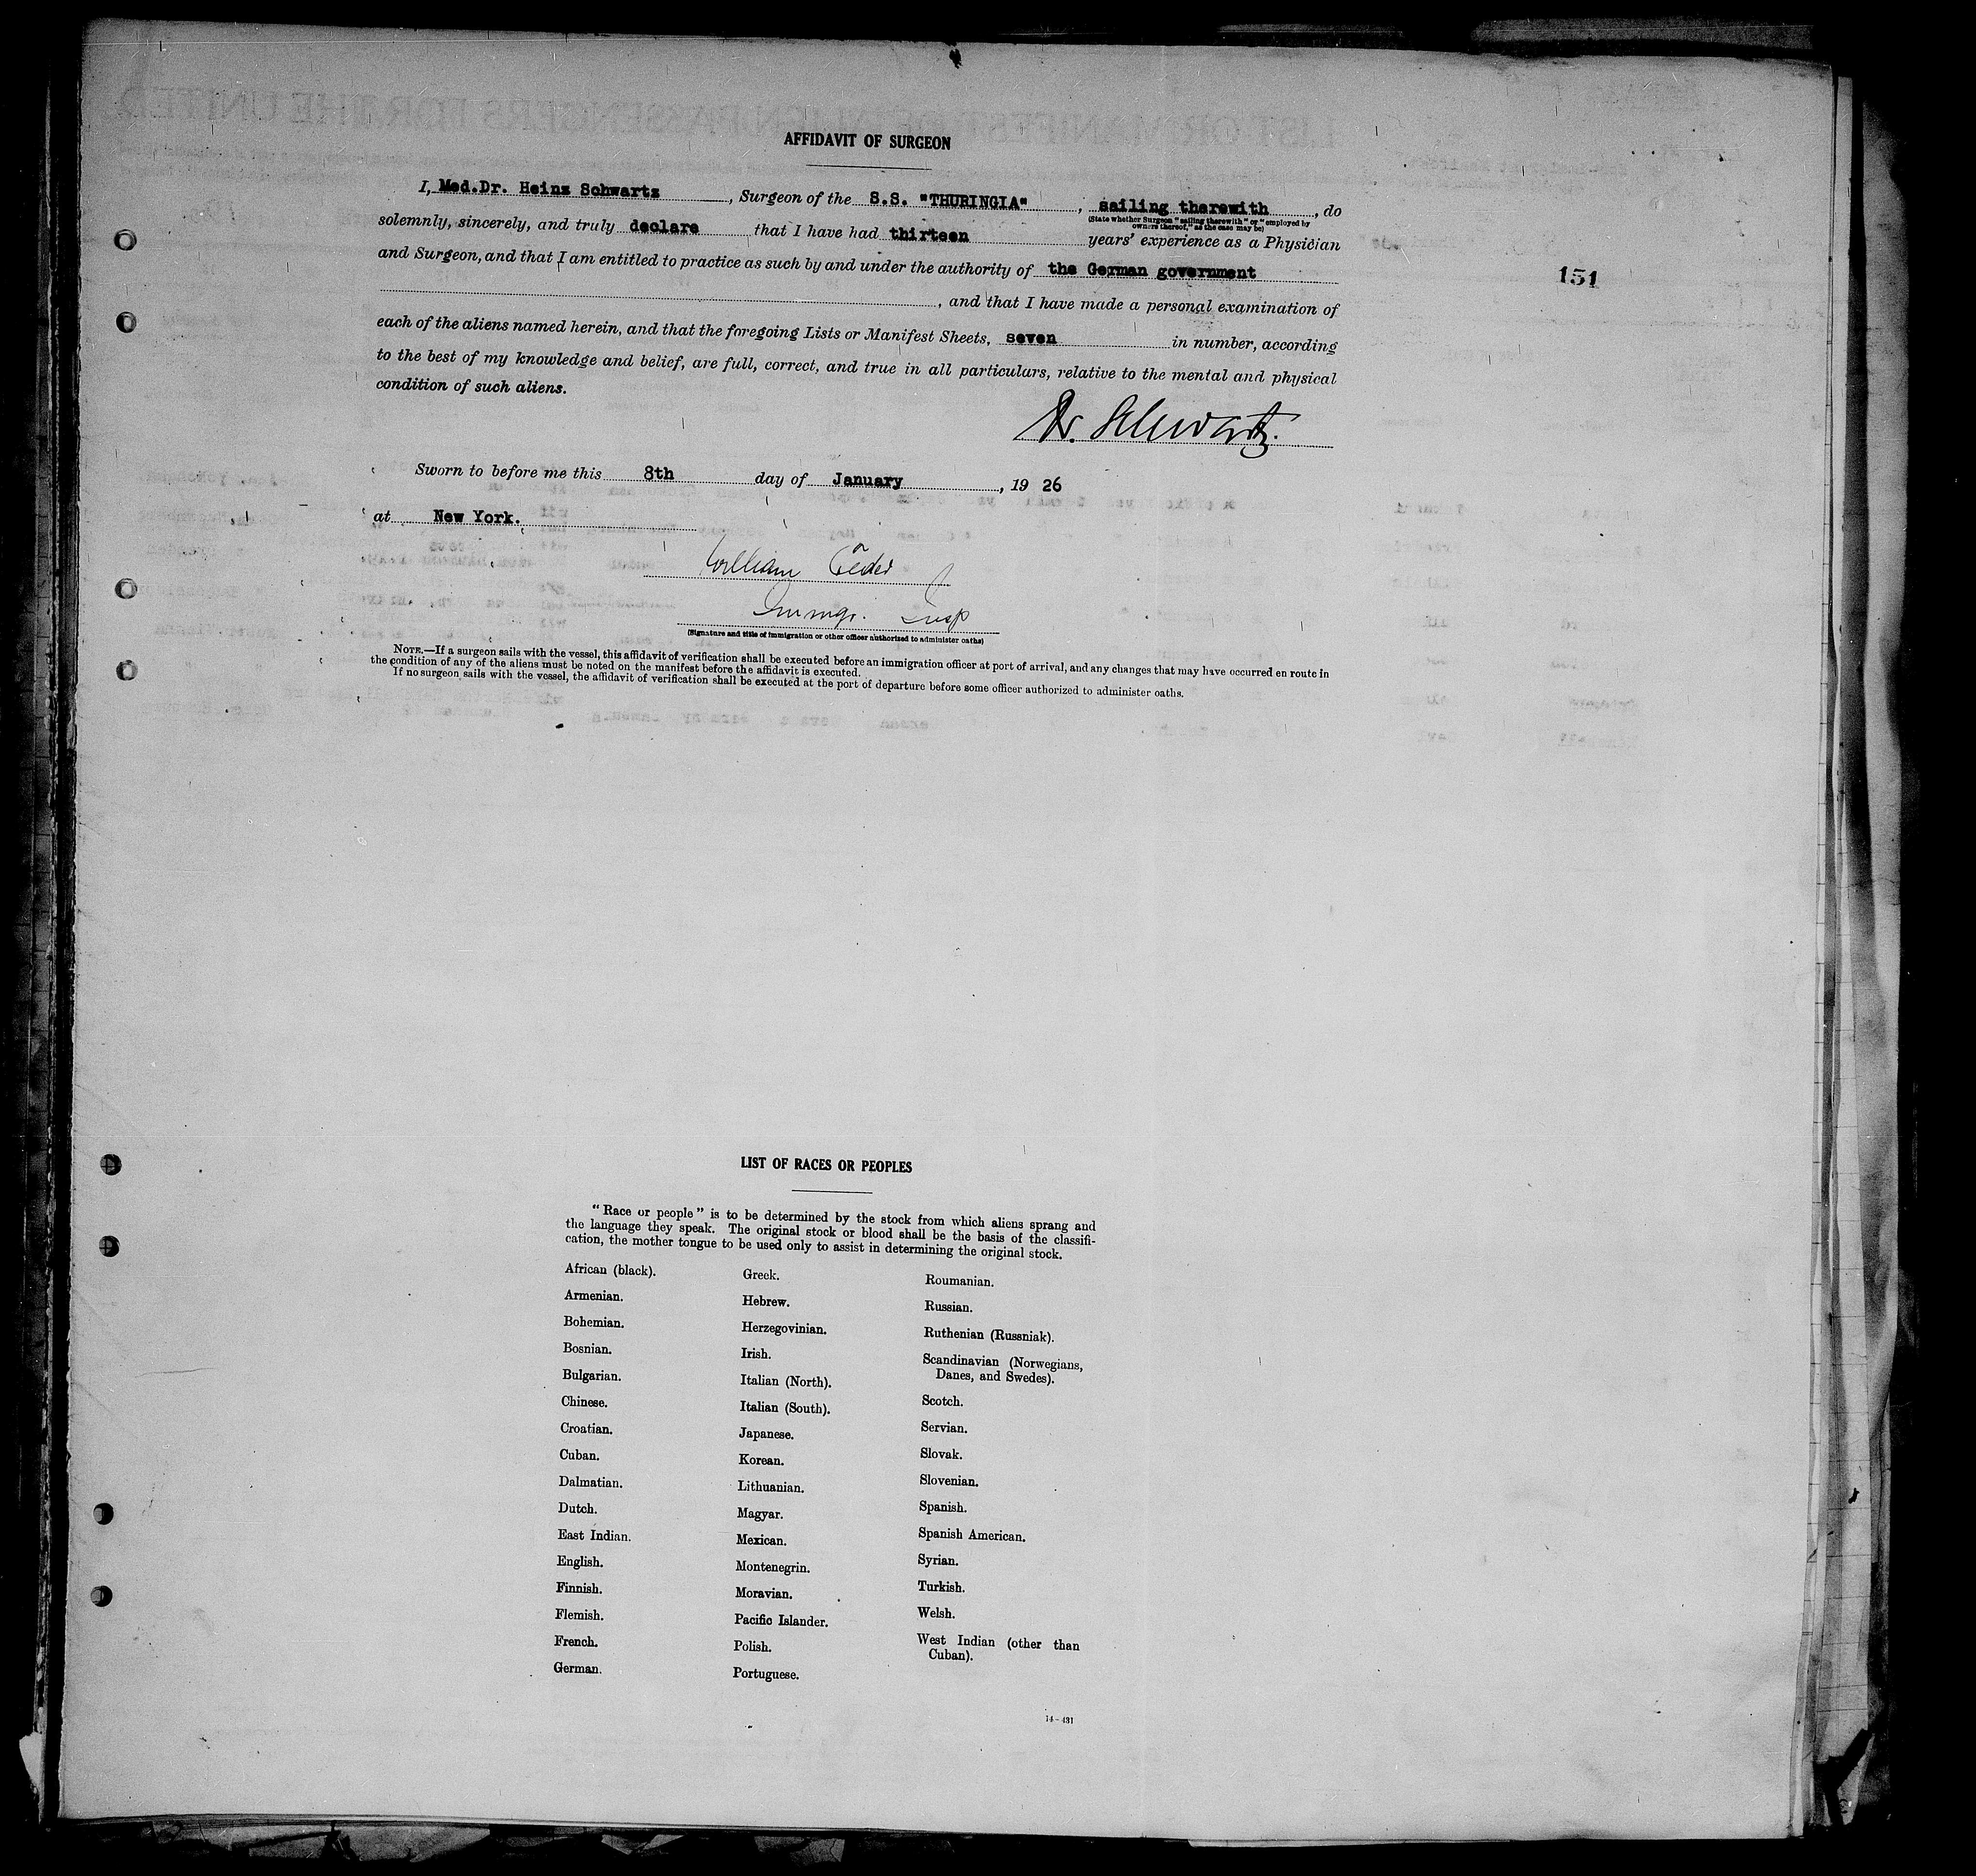 AFFIDAVIT OF SURGEON
I, Med.Dr. Heinz Schwartz, Surgeon of the S.S. "THURINGIA", sailing therewith, do
(State whether Surgeon "sailing therewith" or "employed by
owners thereof," as the case may be)
solemnly, sincerely, and truly declare that I have had thirteen years' experience as a Physician
and Surgeon, and that I am entitled to practice as such by and under the authority of the German government
151
, and that I have made a personal examination of
each of the aliens named herein, and that the foregoing Lists or Manifest Sheets, seven in number, according
to the best of my knowledge and belief, are full, correct, and true in all particulars, relative to the mental and physical
condition of such aliens.
Dr. Schwartz.
Sworn to before me this 8th day of January, 19 26
at New York.
William
Immgr. Insp
(Signature and title of immigration or other officer authorized to administer oaths)
NOTE.—If a surgeon sails with the vessel, this affidavit of verification shall be executed before an immigration officer at port of arrival, and any changes that may have occurred en route in
the condition of any of the aliens must be noted on the manifest before the affidavit is executed.
If no surgeon sails with the vessel, the affidavit of verification shall be executed at the port of departure before some officer authorized to administer oaths.
LIST OF RACES OR PEOPLES
"Race or people" is to be determined by the stock from which aliens sprang and
the language they speak. The original stock or blood shall be the basis of the classifi-
cation, the mother tongue to be used only to assist in determining the original stock.
African (black).
Armenian.
Bohemian.
Bosnian.
Bulgarian.
Chinese.
Croatian.
Cuban.
Dalmatian.
Dutch.
East Indian.
English.
Finnish.
Flemish.
French.
German.
Greek.
Hebrew.
Herzegovinian.
Irish.
Italian (North).
Italian (South).
Japanese.
Korean.
Lithuanian.
Magyar.
Mexican.
Montenegrin.
Moravian.
Pacific Islander.
Polish.
Portuguese.
Roumanian.
Russian.
Ruthenian (Russniak).
Scandinavian (Norwegians,
Danes, and Swedes).
Scotch.
Servian.
Slovak.
Slovenian.
Spanish.
Spanish American.
Syrian.
Turkish.
Welsh.
West Indian (other than
Cuban).
14—431